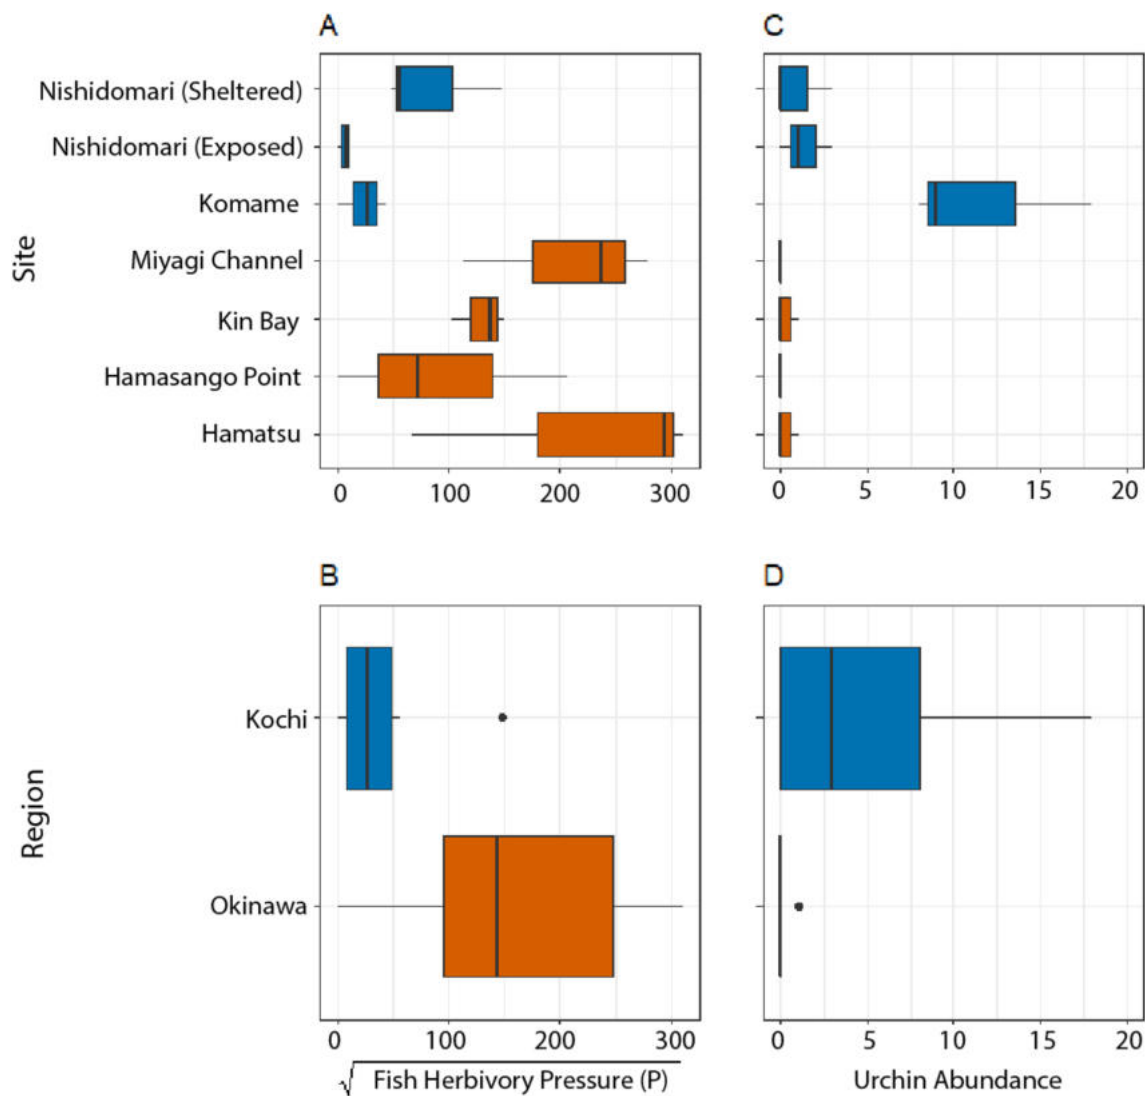 A
C
Nishidomari (Sheltered)
Nishidomari (Exposed)
Komame
Miyagi Channel
Kin Bay
Hamasango Point
Hamatsu
Site
0 100 200 300
0 5 10 15 20
B
D
Kochi
Okinawa
Region
0 100 200 300
0 5 10 15 20
√ Fish Herbivory Pressure (P)
Urchin Abundance